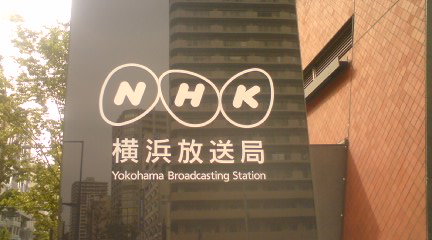 NHK
横浜放送局
Yokohama Broadcasting Station